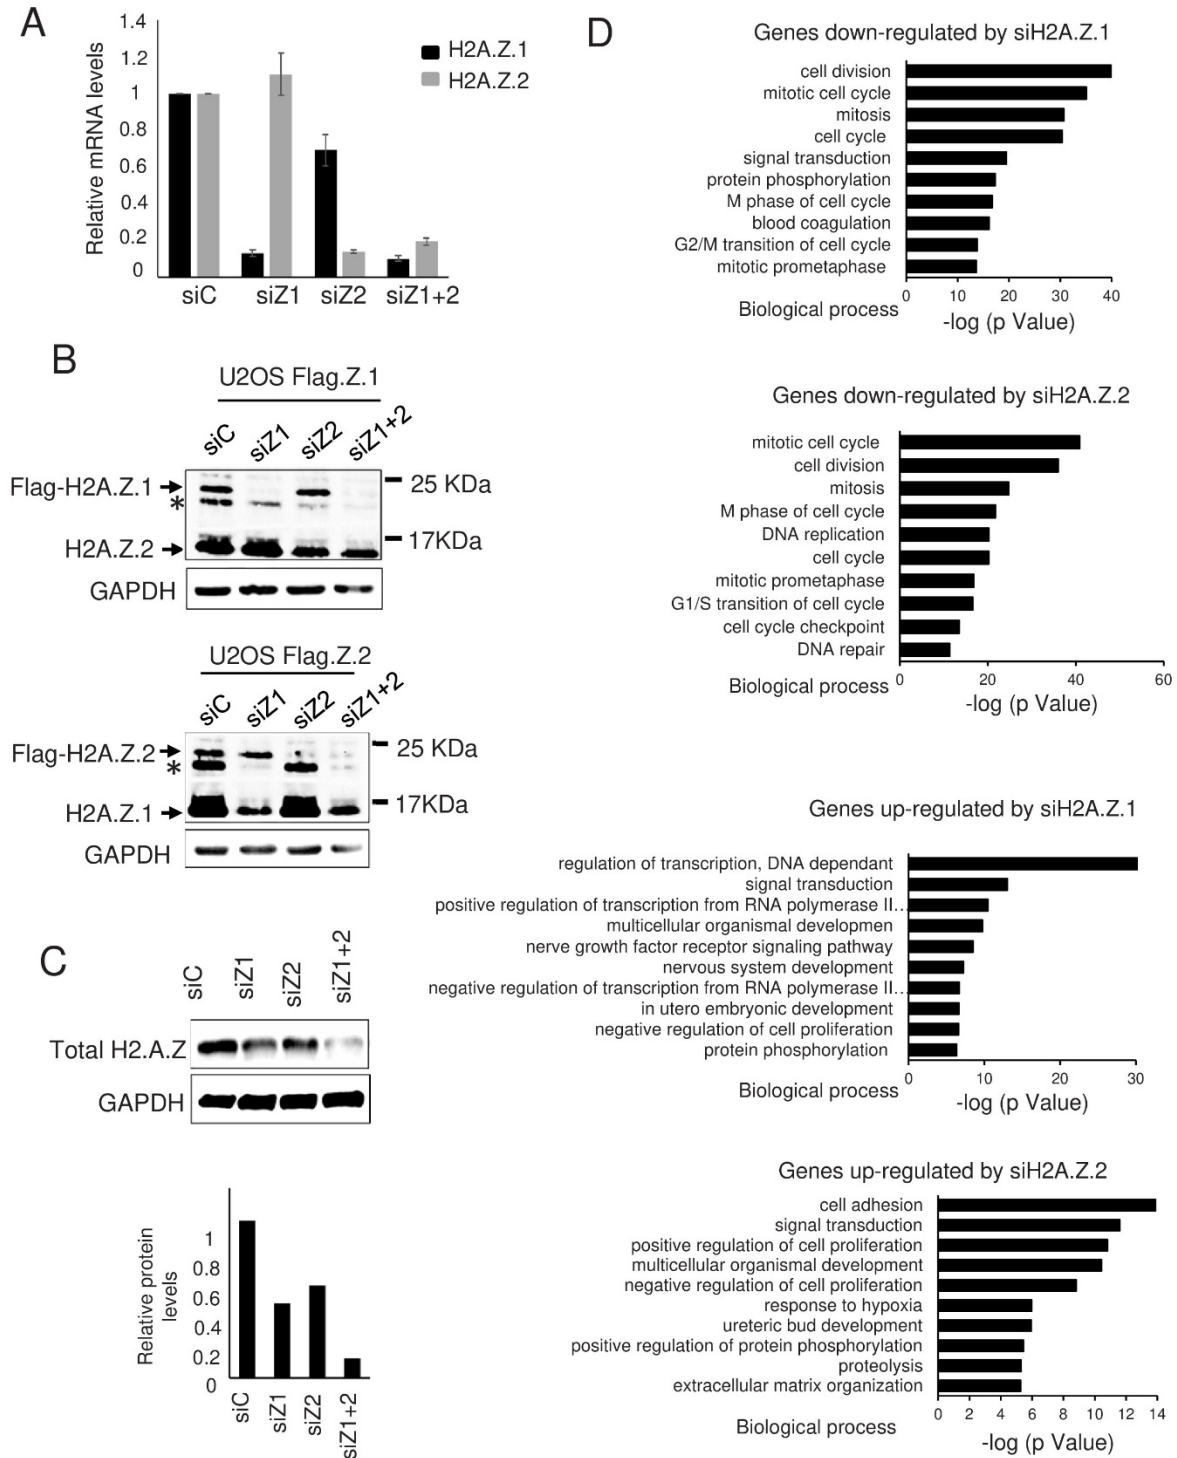 A
1.4
1.2
1
0.8
0.6
0.4
0.2
0
Relative mRNA levels
H2A.Z.1
H2A.Z.2
siC siZ1 siZ2 siZ1+2
B
U2OS Flag.Z.1
siC siZ1 siZ2 siZ1+2
Flag-H2A.Z.1
25 KDa
*
H2A.Z.2
17KDa
GAPDH
U2OS Flag.Z.2
siC siZ1 siZ2 siZ1+2
Flag-H2A.Z.2
25 KDa
*
H2A.Z.1
17KDa
GAPDH
C
siC siZ1 siZ2 siZ1+2
Total H2.A.Z
GAPDH
Relative protein
levels
1
0.8
0.6
0.4
0.2
0
siC siZ1 siZ2 siZ1+2
D
Genes down-regulated by siH2A.Z.1
cell division
mitotic cell cycle
mitosis
cell cycle
signal transduction
protein phosphorylation
M phase of cell cycle
blood coagulation
G2/M transition of cell cycle
mitotic prometaphase
0 10 20 30 40
Biological process
-log (p Value)
Genes down-regulated by siH2A.Z.2
mitotic cell cycle
cell division
mitosis
M phase of cell cycle
DNA replication
cell cycle
mitotic prometaphase
G1/S transition of cell cycle
cell cycle checkpoint
DNA repair
0 20 40 60
Biological process
-log (p Value)
Genes up-regulated by siH2A.Z.1
regulation of transcription, DNA dependant
signal transduction
positive regulation of transcription from RNA polymerase II...
multicellular organismal developmen
nerve growth factor receptor signaling pathway
nervous system development
negative regulation of transcription from RNA polymerase II...
in utero embryonic development
negative regulation of cell proliferation
protein phosphorylation
0 10 20 30
Biological process
-log (p Value)
Genes up-regulated by siH2A.Z.2
cell adhesion
signal transduction
positive regulation of cell proliferation
multicellular organismal development
negative regulation of cell proliferation
response to hypoxia
ureteric bud development
positive regulation of protein phosphorylation
proteolysis
extracellular matrix organization
0 2 4 6 8 10 12 14
Biological process
-log (p Value)